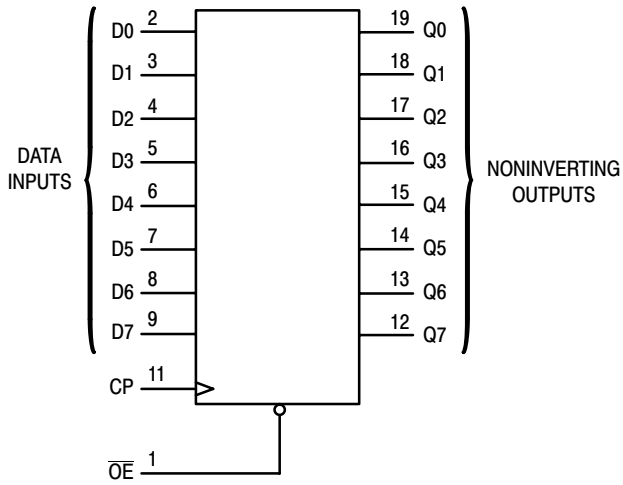 D0 2 19 Q0
D1 3 18 Q1
D2 4 17 Q2
D3 5 16 Q3
DATA
INPUTS
NONINVERTING
OUTPUTS
D4 6 15 Q4
D5 7 14 Q5
D6 8 13 Q6
D7 9 12 Q7
CP 11
O̅E̅ 1